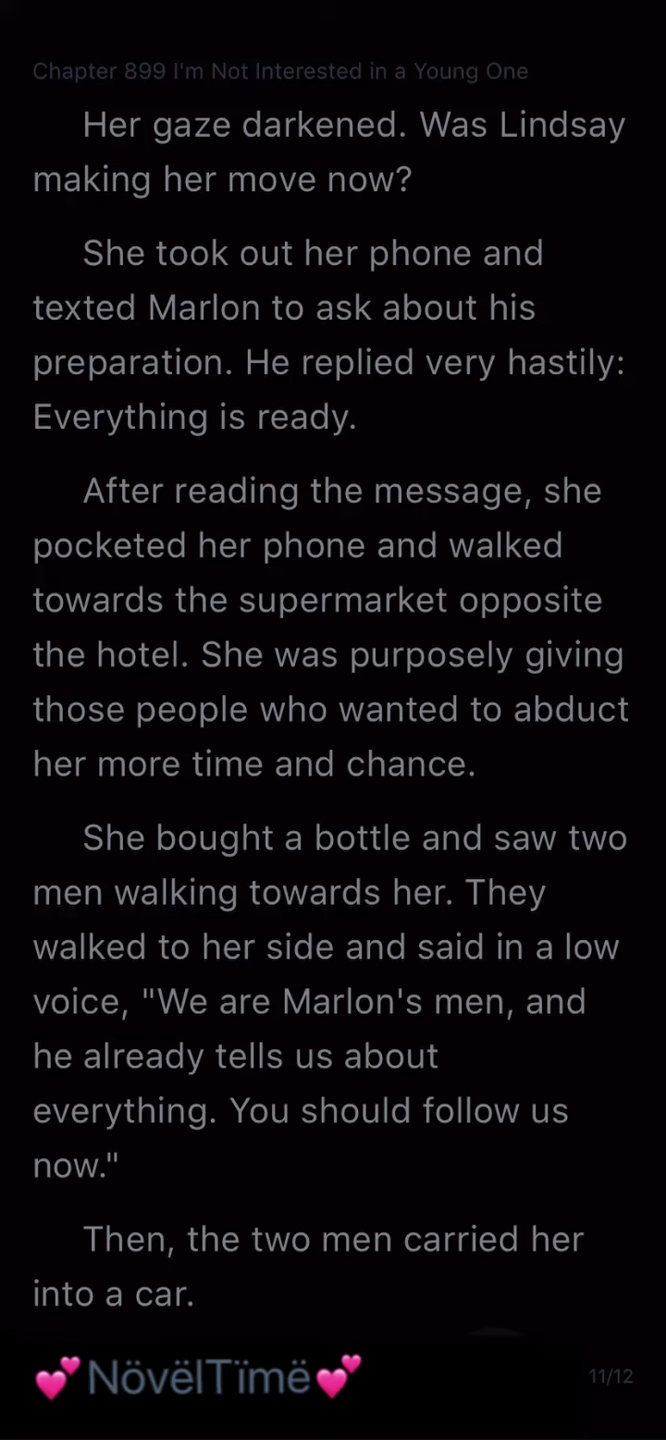 Chapter 899 I'm Not Interested in a Young One
Her gaze darkened. Was Lindsay
making her move now?
She took out her phone and
texted Marlon to ask about his
preparation. He replied very hastily:
Everything is ready.
After reading the message, she
pocketed her phone and walked
towards the supermarket opposite
the hotel. She was purposely giving
those people who wanted to abduct
her more time and chance.
She bought a bottle and saw two
men walking towards her. They
walked to her side and said in a low
voice, "We are Marlon's men, and
he already tells us about
everything. You should follow us
now."
Then, the two men carried her
into a car.
💕NövëlTïmë💕
11/12